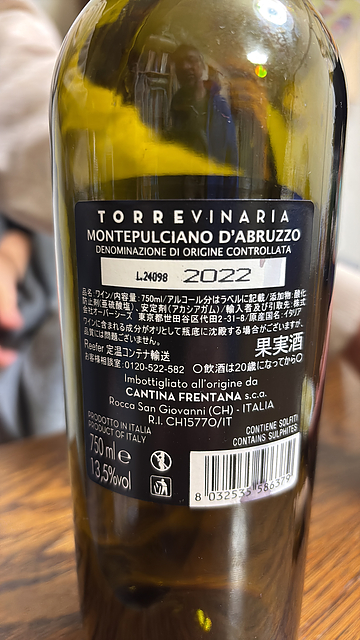 TORREVINARIA
MONTEPULCIANO D'ABRUZZO
DENOMINAZIONE DI ORIGINE CONTROLLATA
L.24098 2022
品名:ワイン/内容量:750ml/アルコール分はラベルに記載/添加物:酸化
防止剤(亜硫酸塩)、安定剤(アカシアガム)/輸入者及び引取先:株式
会社オーバーシーズ 東京都世田谷区代田2-31-8/原産国名:イタリア
ワインに含まれる成分がオリとして瓶底に沈殿する場合がございますが、
品質には問題ございません。
Reefer 定温コンテナ輸送 果実酒
お客様相談室:0120-522-582 〇飲酒は20歳になってから〇
Imbottigliato all'origine da
CANTINA FRENTANA s.c.a.
Rocca San Giovanni (CH) - ITALIA
R.I. CH15770/IT
PRODOTTO IN ITALIA
PRODUCT OF ITALY
CONTIENE SOLFITI
CONTAINS SULPHITES
750 ml e
13,5%vol
8 032535 586379